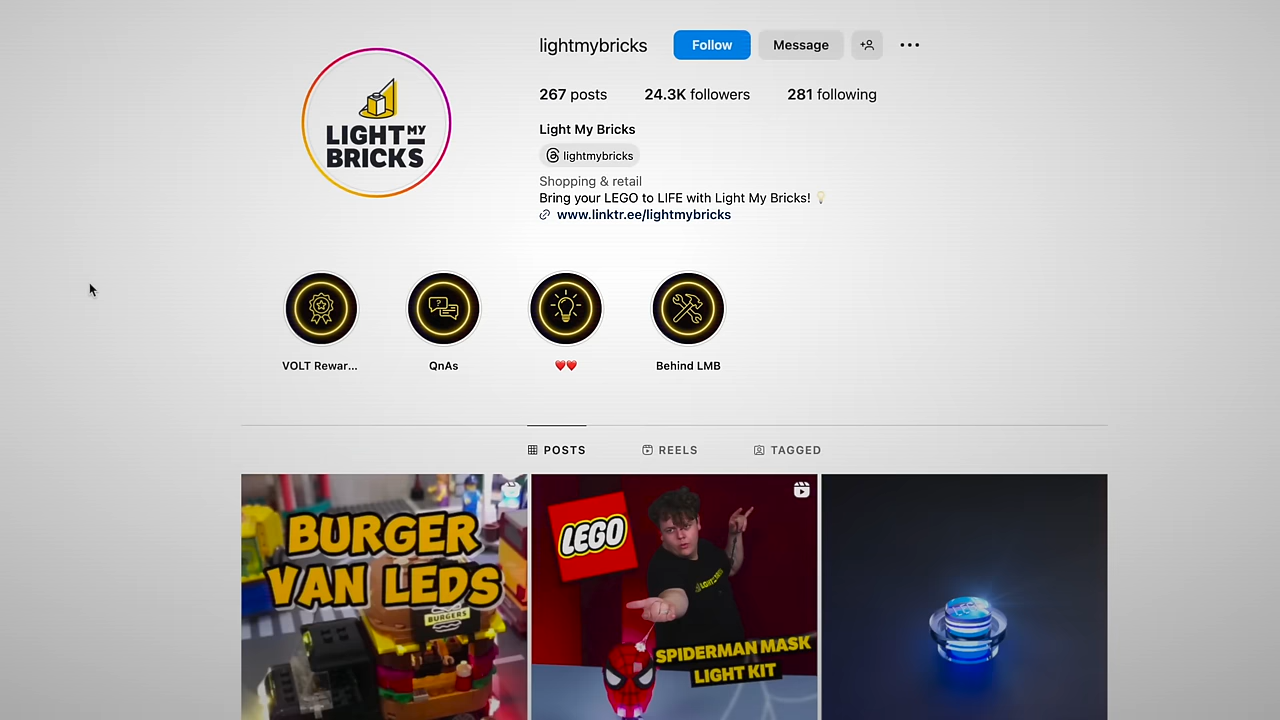 lightmybricks
Follow
Message
267 posts
24.3K followers
281 following
Light My Bricks
lightmybricks
Shopping & retail
Bring your LEGO to LIFE with Light My Bricks! 💡
www.linktr.ee/lightmybricks
LIGHT MY
BRICKS
VOLT Rewar...
QnAs
❤️❤️
Behind LMB
POSTS
REELS
TAGGED
BURGER
VAN LEDS
BURGERS
LEGO
SPIDERMAN MASK
LIGHT KIT